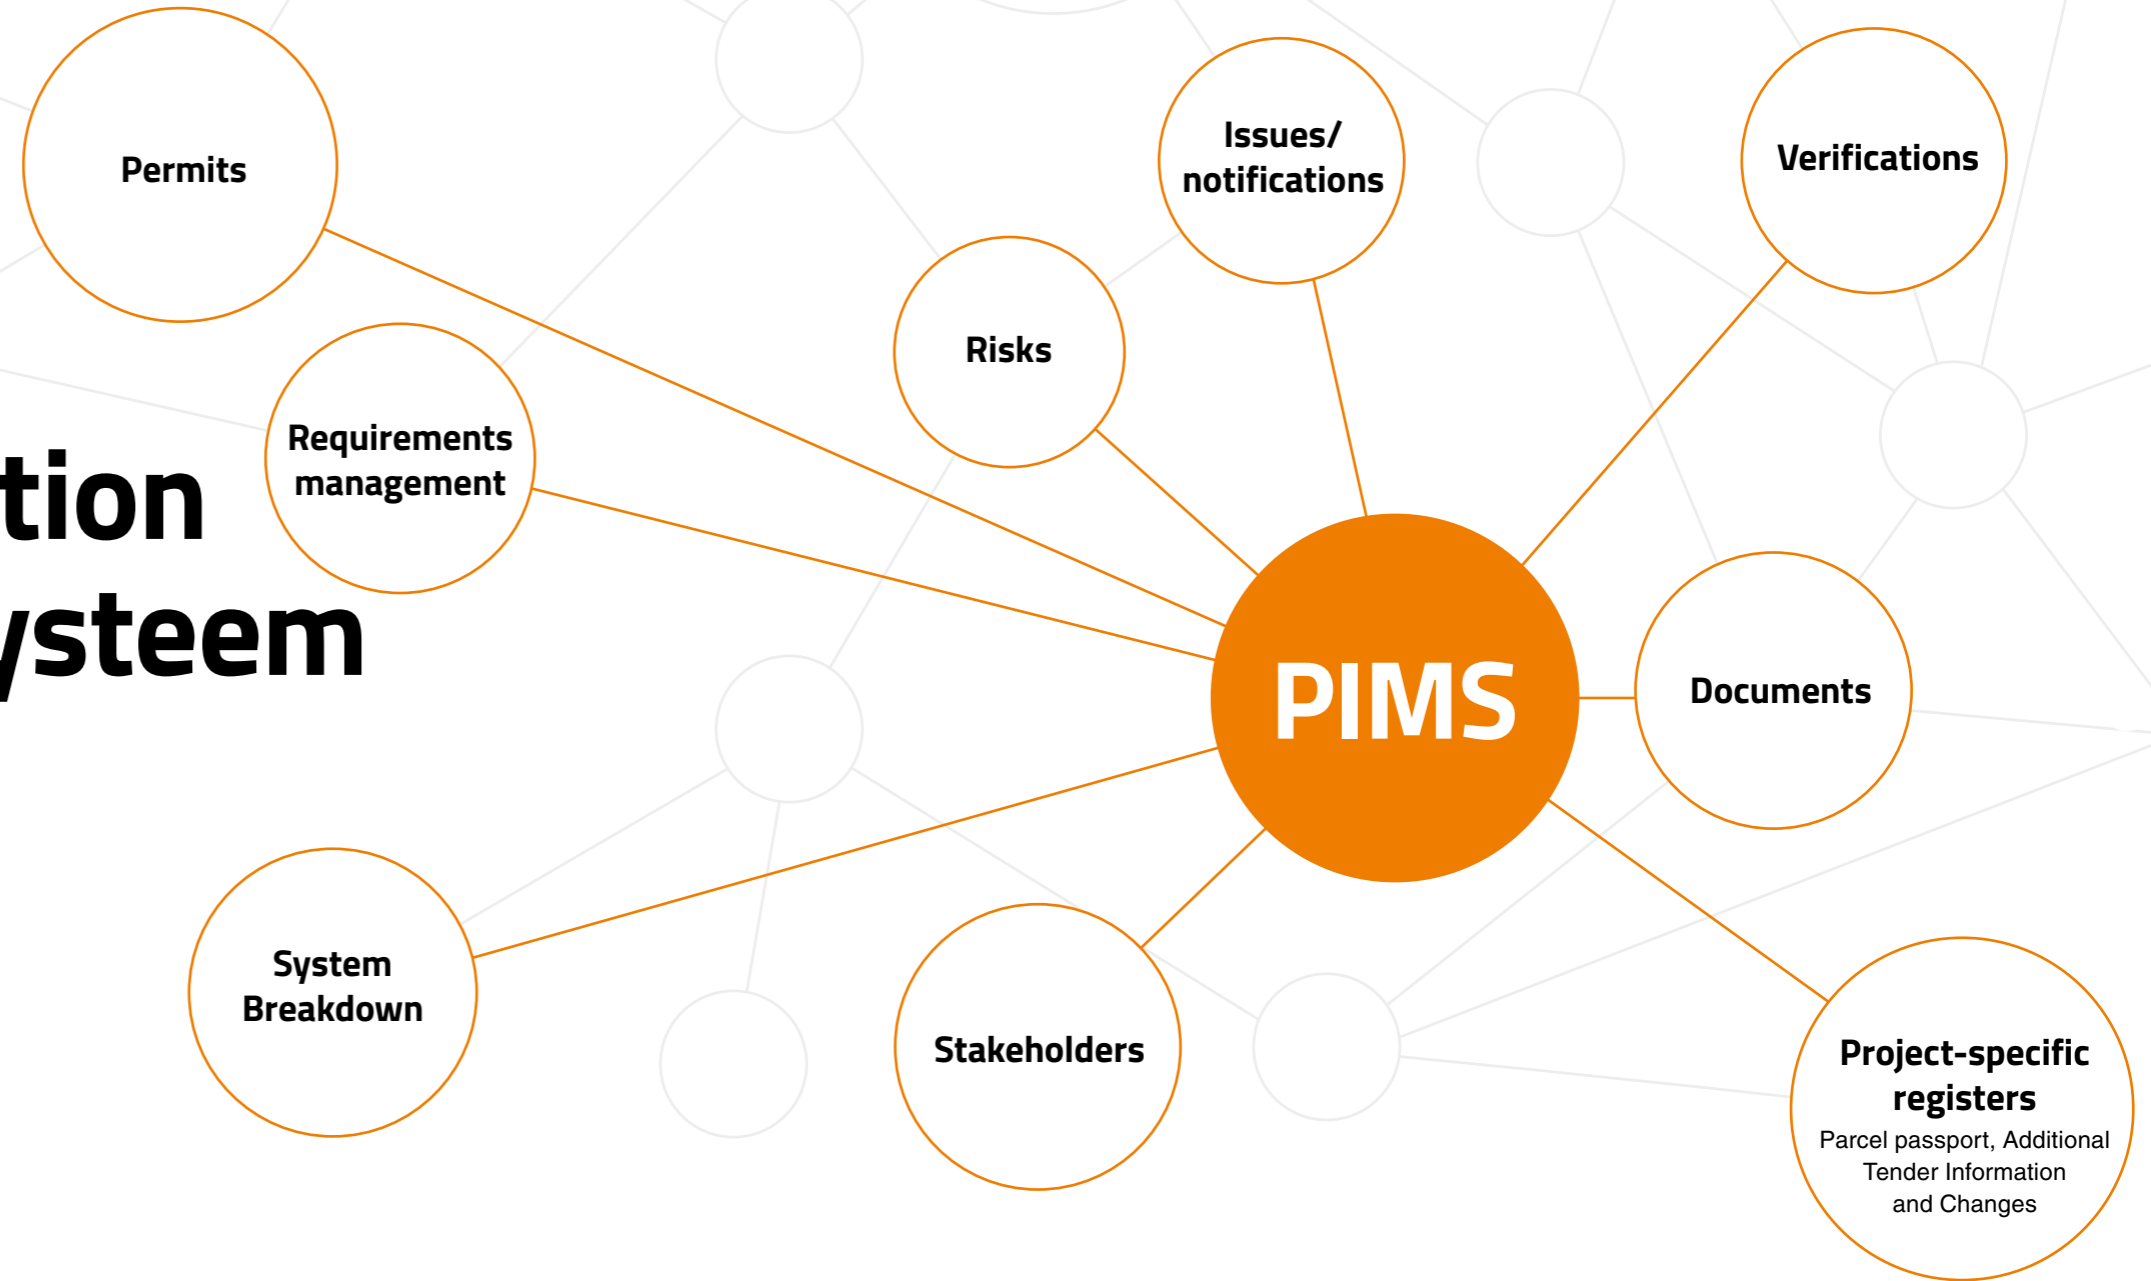 Permits
Issues/
notifications
Verifications
Risks
Requirements
management
tion
ysteem
PIMS
Documents
System
Breakdown
Stakeholders
Project-specific
registers
Parcel passport, Additional
Tender Information
and Changes